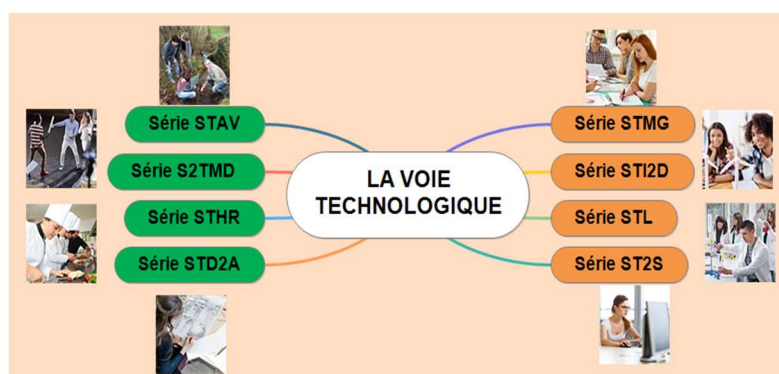 Série STAV
Série S2TMD
Série STHR
Série STD2A
LA VOIE
TECHNOLOGIQUE
Série STMG
Série STI2D
Série STL
Série ST2S